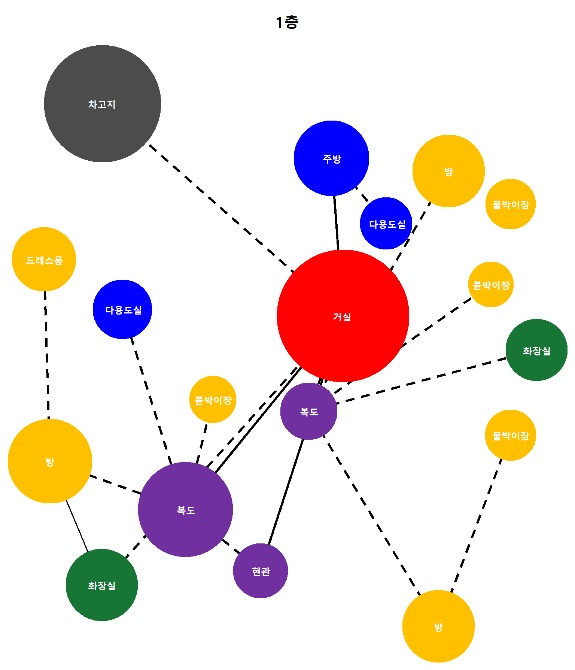 1층
차고지
주방
방
붙박이장
다용도실
드레스룸
붙박이장
다용도실
거실
화장실
붙박이장
복도
붙박이장
방
복도
현관
화장실
방